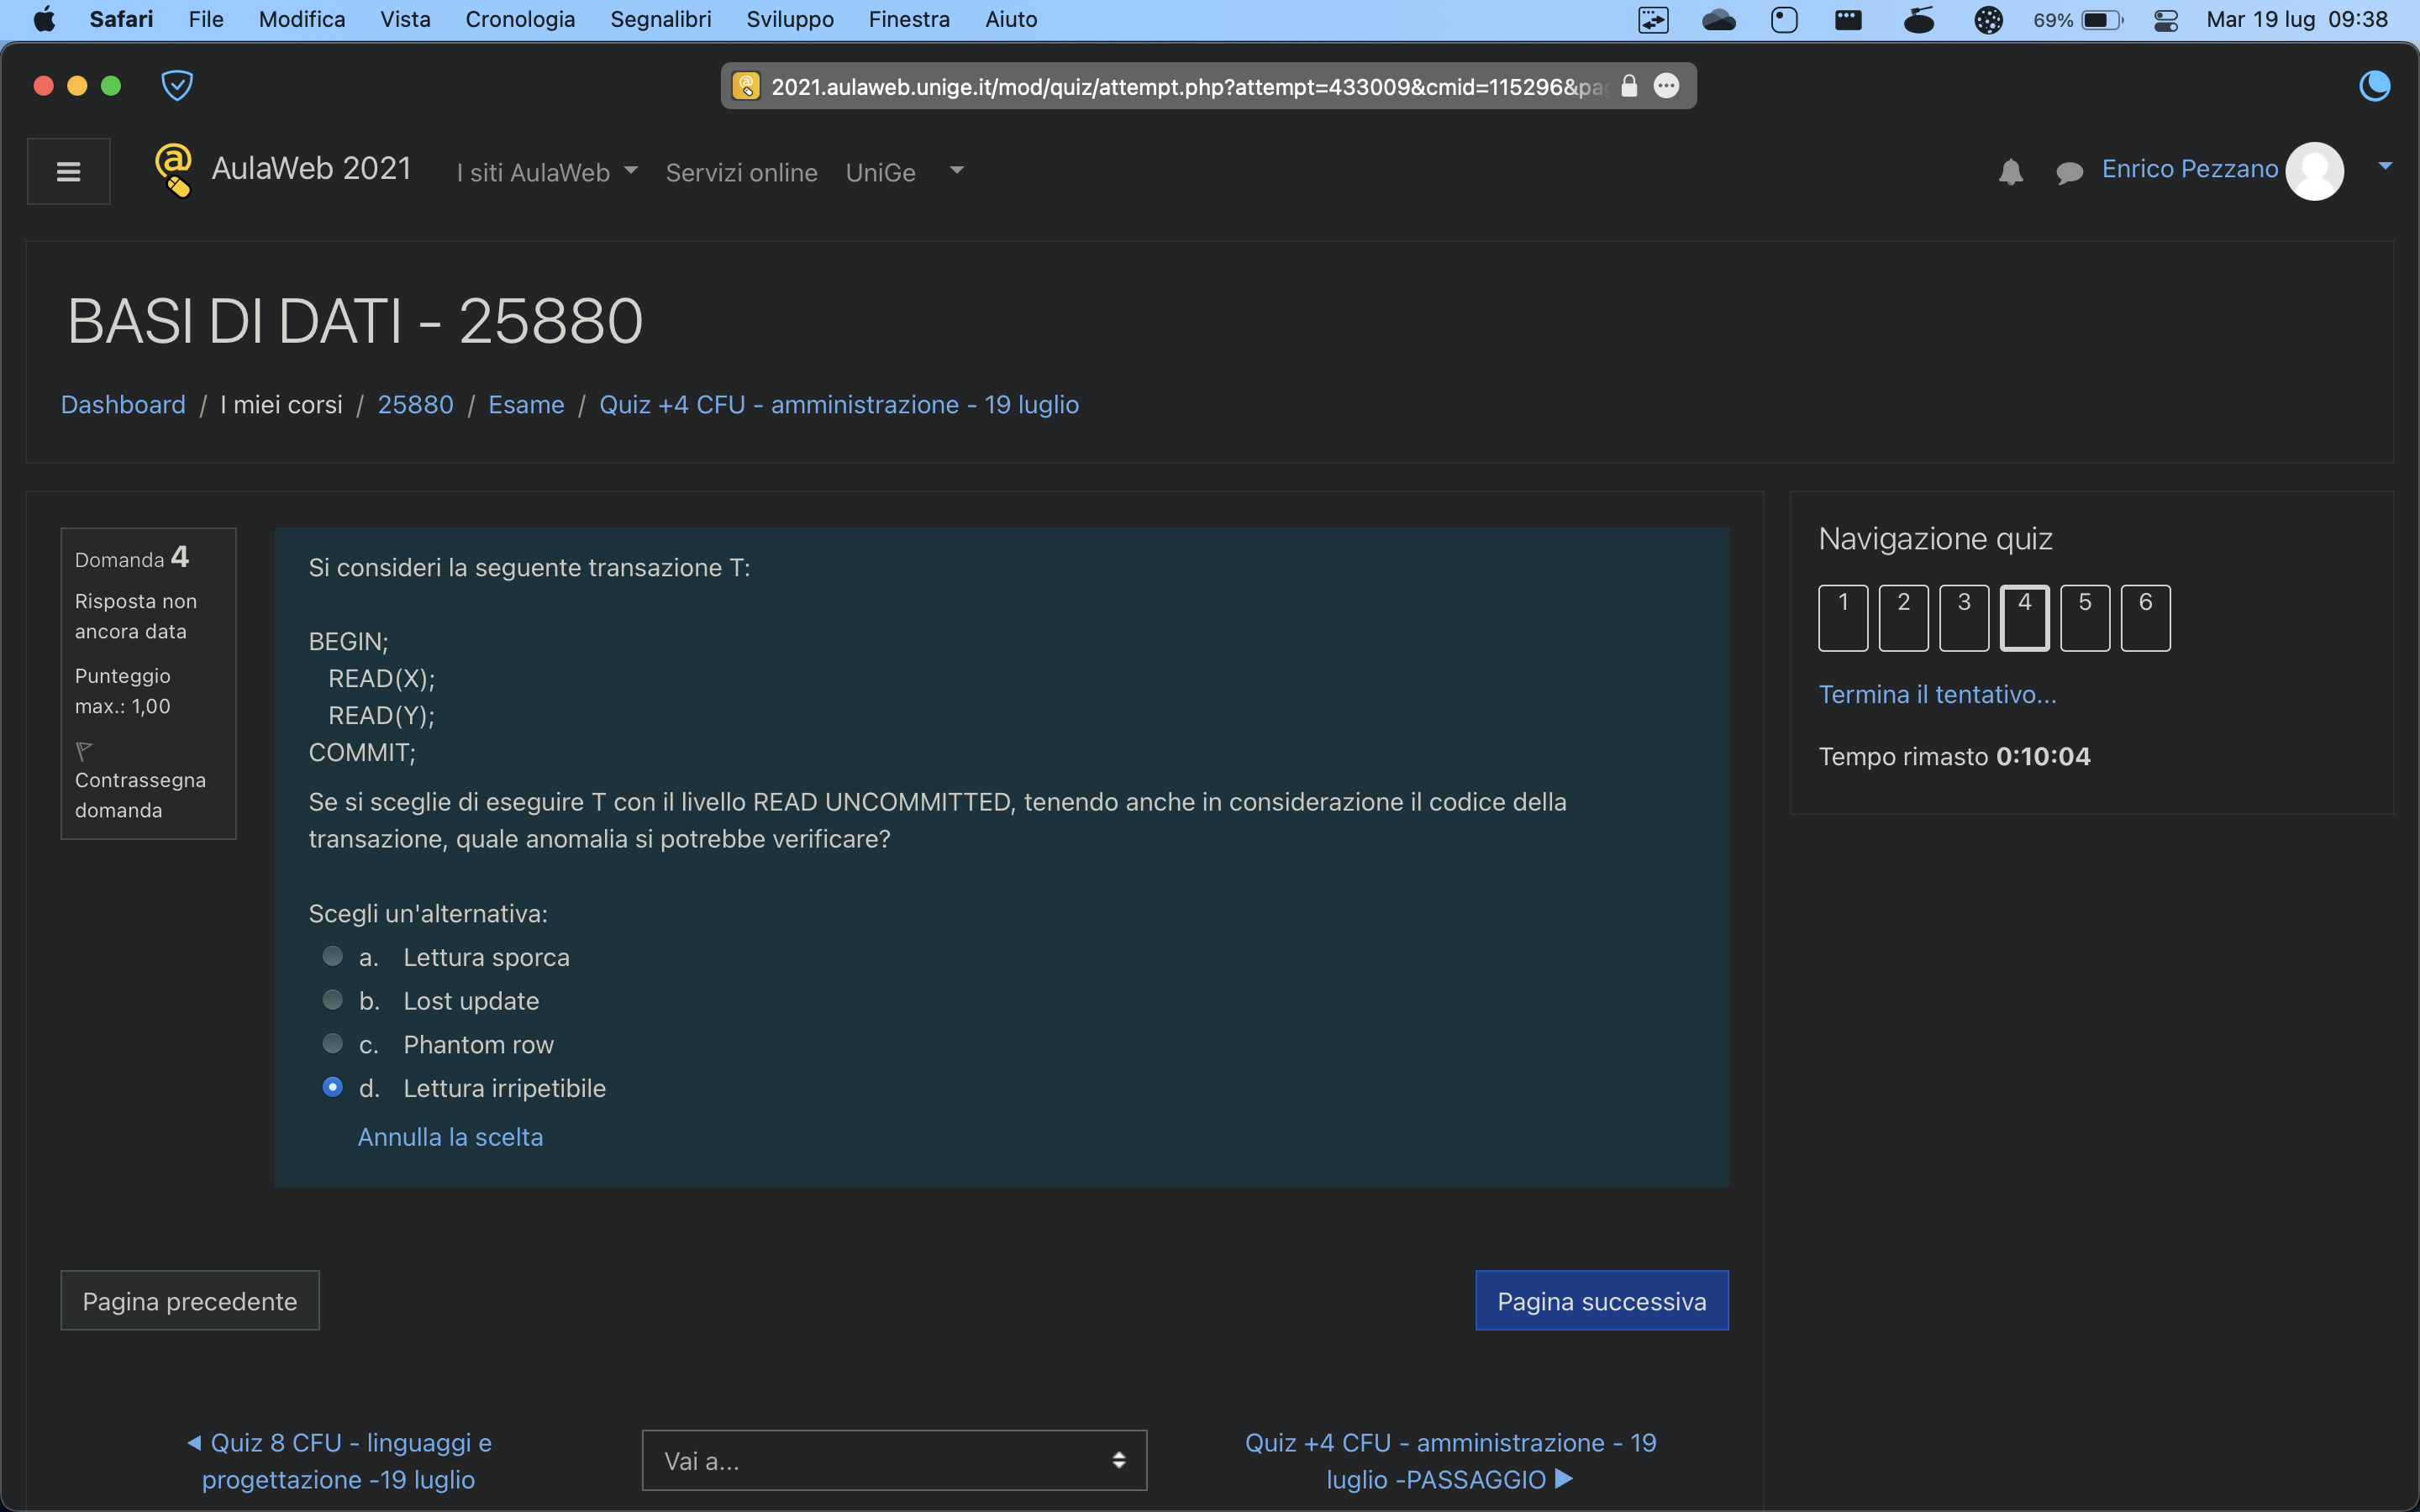 Safari File Modifica Vista Cronologia Segnalibri Sviluppo Finestra Aiuto 69% Mar 19 lug 09:38
2021.aulaweb.unige.it/mod/quiz/attempt.php?attempt=433009&cmid=115296&pa
AulaWeb 2021 I siti AulaWeb Servizi online UniGe Enrico Pezzano
BASI DI DATI - 25880
Dashboard / I miei corsi / 25880 / Esame / Quiz +4 CFU - amministrazione - 19 luglio
Domanda 4
Risposta non
ancora data
Punteggio
max.: 1,00
Contrassegna
domanda
Si consideri la seguente transazione T:
BEGIN;
READ(X);
READ(Y);
COMMIT;
Se si sceglie di eseguire T con il livello READ UNCOMMITTED, tenendo anche in considerazione il codice della
transazione, quale anomalia si potrebbe verificare?
Scegli un'alternativa:
a. Lettura sporca
b. Lost update
c. Phantom row
d. Lettura irripetibile
Annulla la scelta
Navigazione quiz
1 2 3 4 5 6
Termina il tentativo...
Tempo rimasto 0:10:04
Pagina precedente
Pagina successiva
◀ Quiz 8 CFU - linguaggi e
progettazione -19 luglio
Vai a...
Quiz +4 CFU - amministrazione - 19
luglio -PASSAGGIO ▶